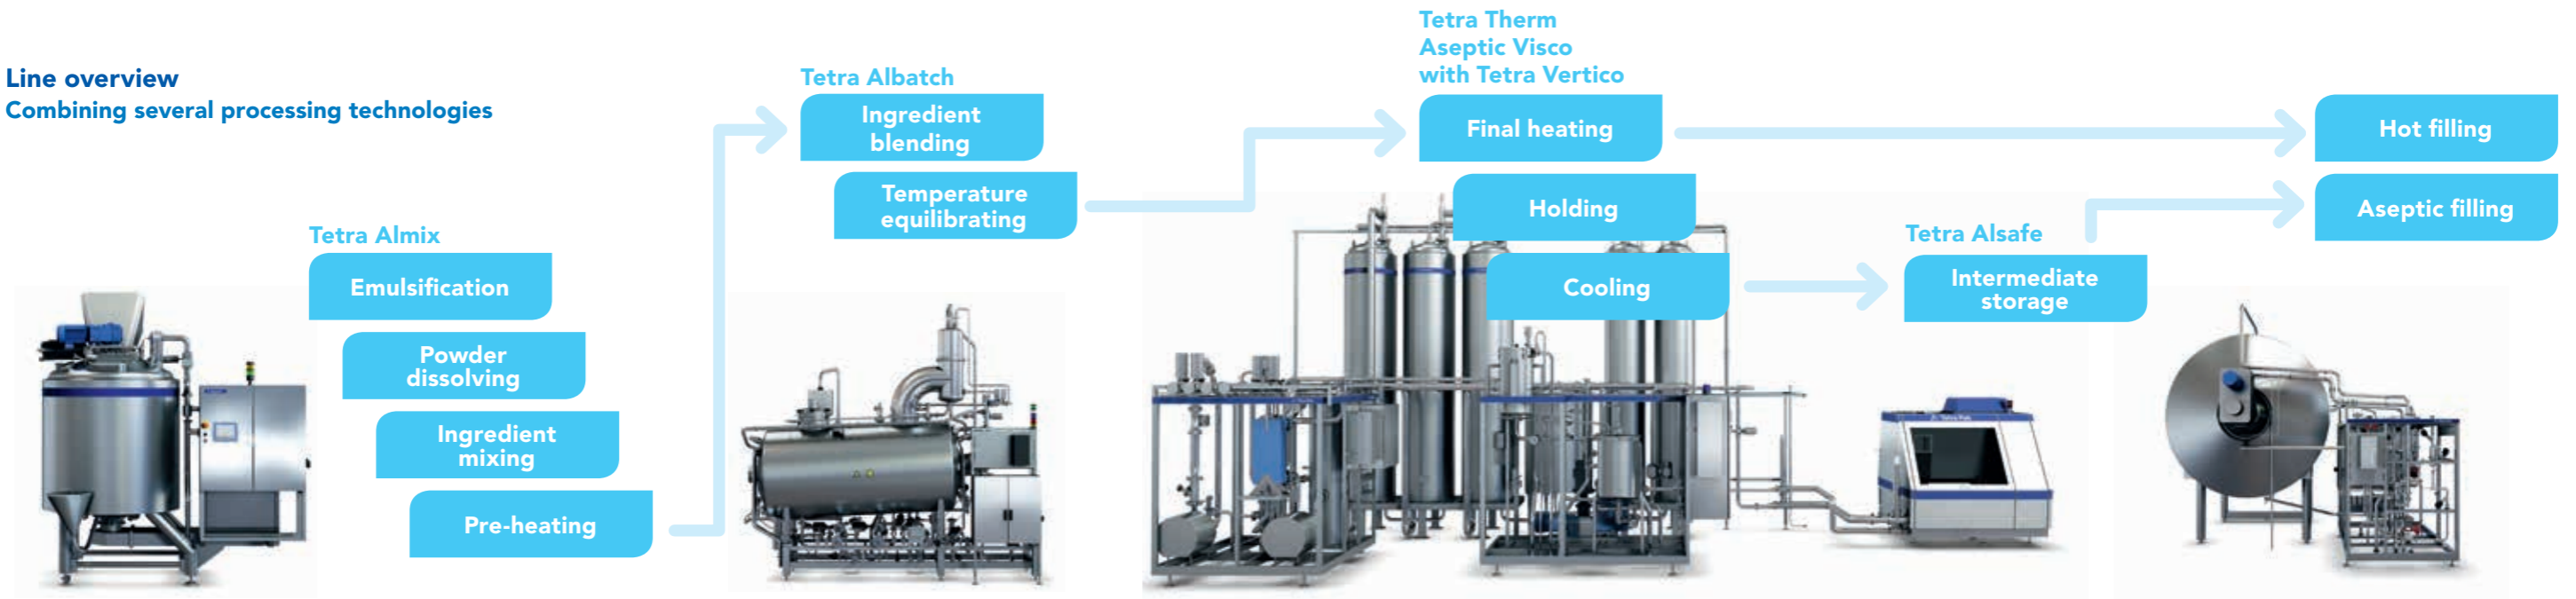 Line overview
Combining several processing technologies
Tetra Almix
Emulsification
Powder
dissolving
Ingredient
mixing
Pre-heating
Tetra Albatch
Ingredient
blending
Temperature
equilibrating
Tetra Therm
Aseptic Visco
with Tetra Vertico
Final heating
Holding
Cooling
Tetra Alsafe
Intermediate
storage
Hot filling
Aseptic filling
Tetra Pak